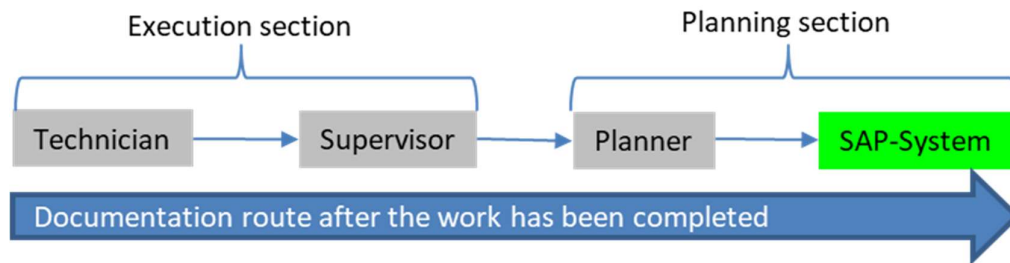 Execution section
Planning section
Technician
Supervisor
Planner
SAP-System
Documentation route after the work has been completed